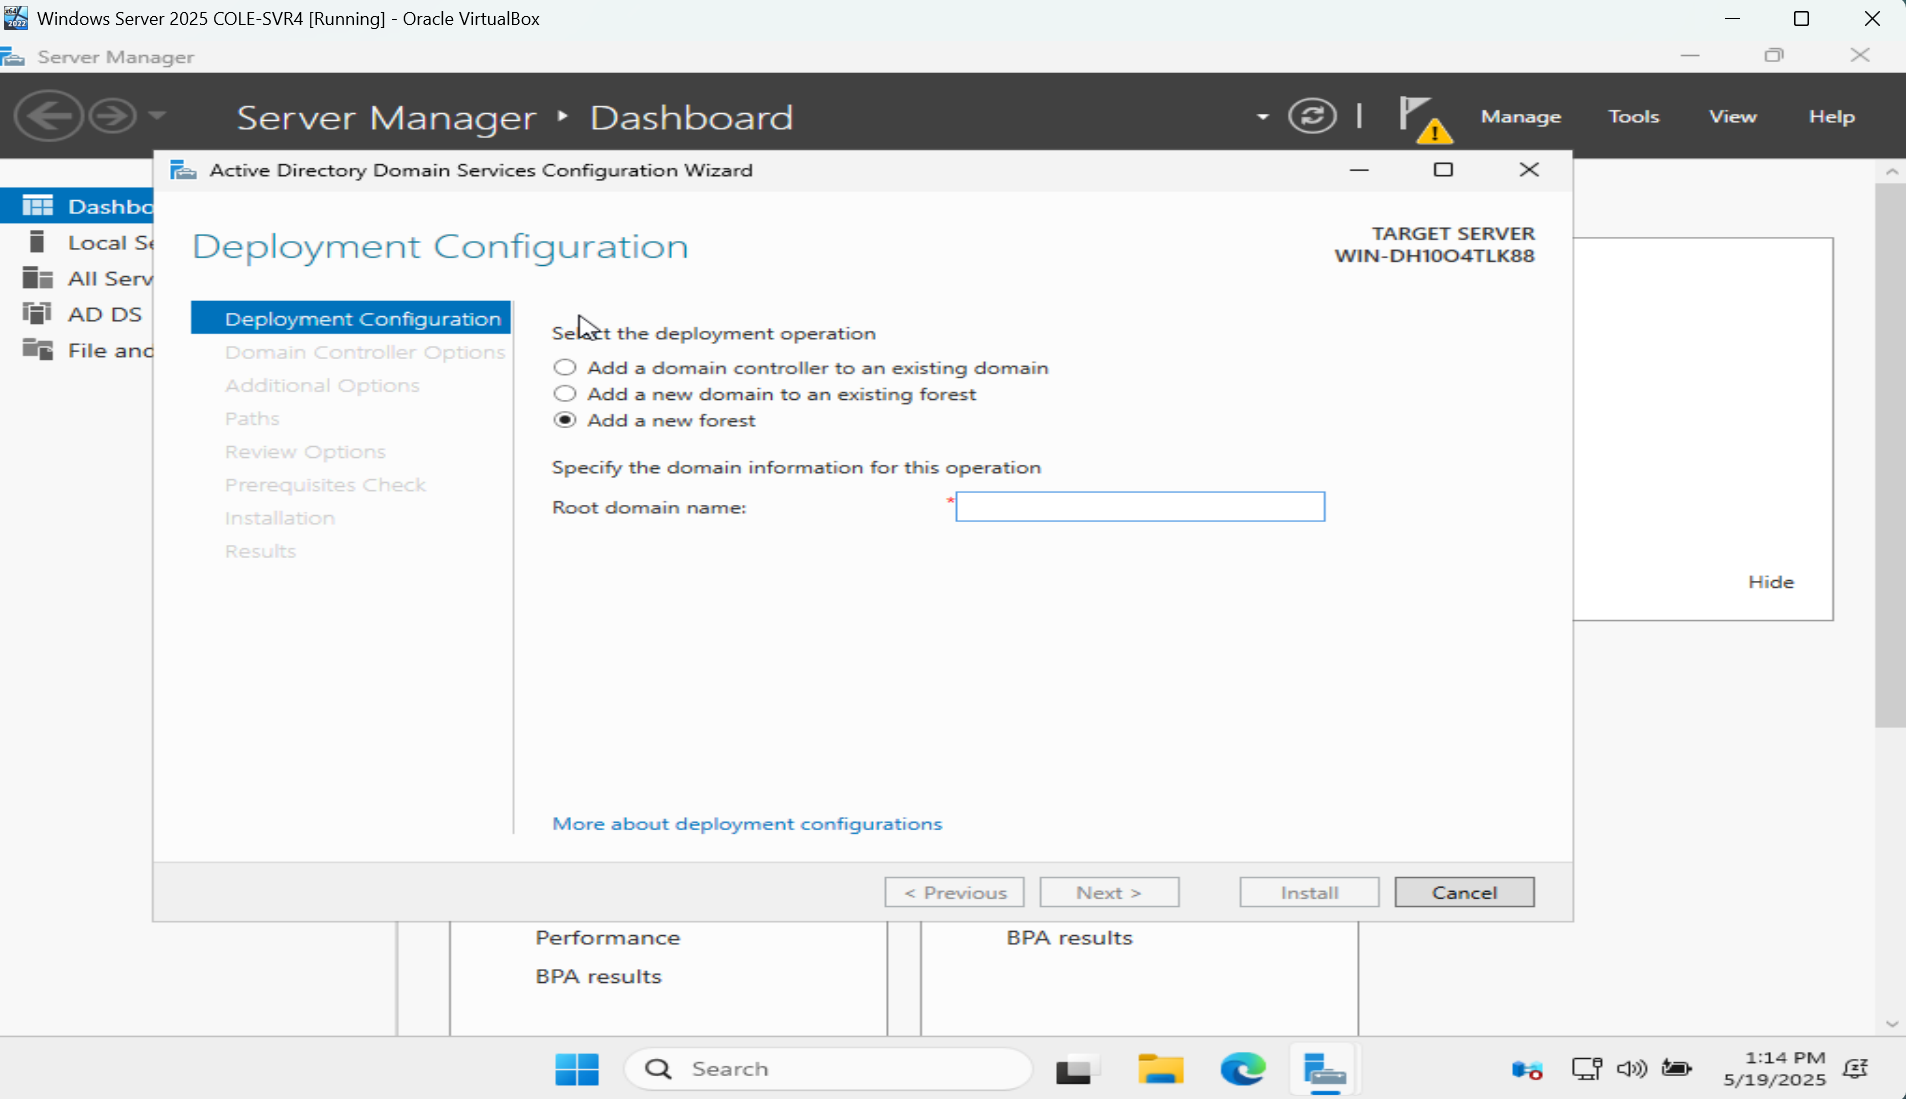 Windows Server 2025 COLE-SVR4 [Running] - Oracle VirtualBox
Server Manager
Server Manager ‣ Dashboard
Manage
Tools
View
Help
Active Directory Domain Services Configuration Wizard
Dashbo
Local Se
All Serv
AD DS
File and
Deployment Configuration
TARGET SERVER
WIN-DH10O4TLK88
Deployment Configuration
Domain Controller Options
Additional Options
Paths
Review Options
Prerequisites Check
Installation
Results
Select the deployment operation
Add a domain controller to an existing domain
Add a new domain to an existing forest
Add a new forest
Specify the domain information for this operation
Root domain name:
*
More about deployment configurations
Hide
< Previous
Next >
Install
Cancel
Performance
BPA results
BPA results
Search
1:14 PM
5/19/2025